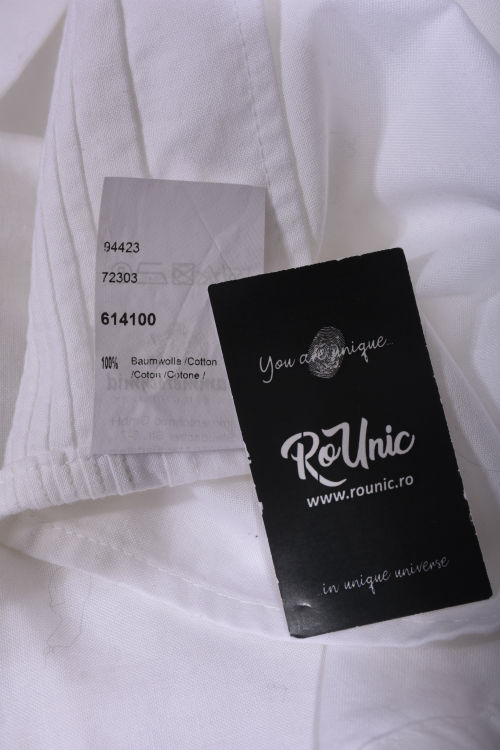 94423
72303
614100
100% Baumwolle /Cotton
/Coton /Cotone /
You are unique...
RoUnic
www.rounic.ro
...in unique universe